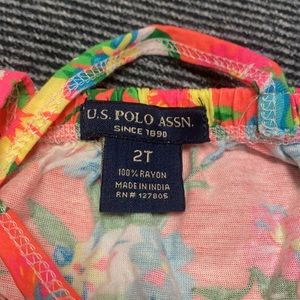 U.S. POLO ASSN.
SINCE 1890
2T
100% RAYON
MADE IN INDIA
RN# 127805